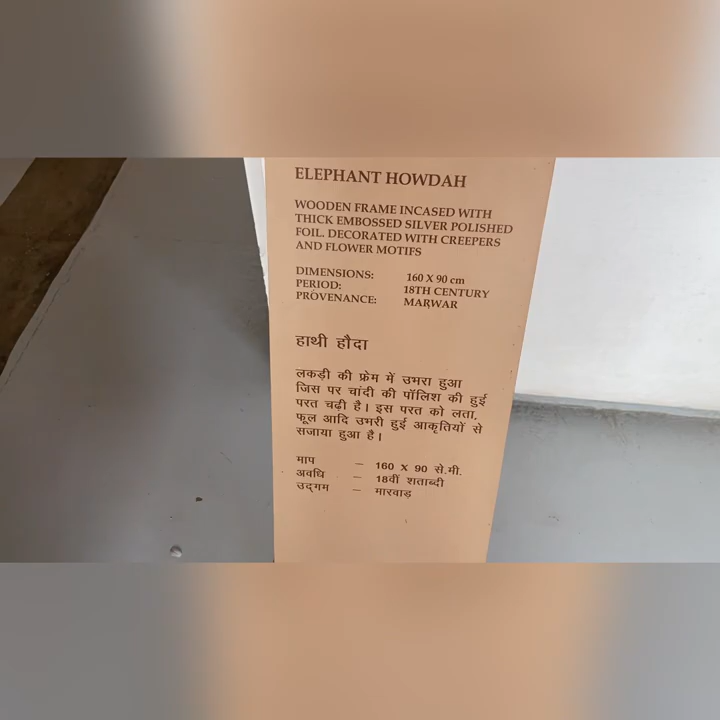 ELEPHANT HOWDAH
WOODEN FRAME INCASED WITH
THICK EMBOSSED SILVER POLISHED
FOIL. DECORATED WITH CREEPERS
AND FLOWER MOTIFS
DIMENSIONS: 160 X 90 cm
PERIOD: 18TH CENTURY
PROVENANCE: MARWAR
हाथी हौदा
लकड़ी की फ्रेम में उभरा हुआ
जिस पर चांदी की पॉलिश की हुई
परत चढ़ी है। इस परत को लता,
फूल आदि उभरी हुई आकृतियों से
सजाया हुआ है।
माप – 160 X 90 से.मी.
अवधि – 18वीं शताब्दी
उद्गम – मारवाड़